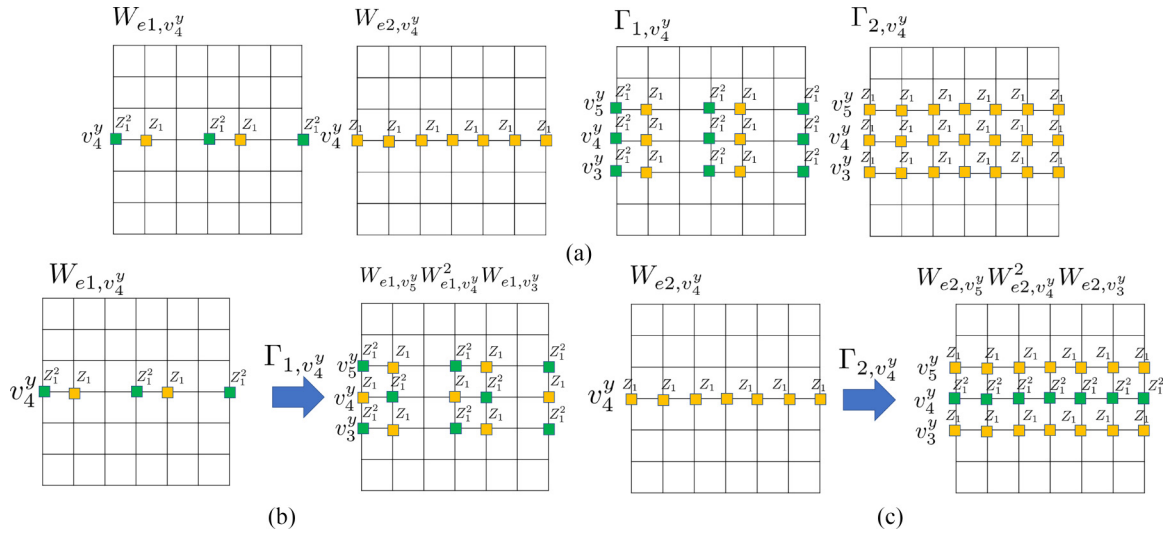 W_{e1,v_4^y}
Z_1^2 Z_1 Z_1^2 Z_1 Z_1^2
v_4^y
W_{e2,v_4^y}
Z_1 Z_1 Z_1 Z_1 Z_1 Z_1 Z_1
v_4^y
Γ_{1,v_4^y}
v_5^y Z_1^2 Z_1 Z_1^2 Z_1 Z_1^2
v_4^y Z_1^2 Z_1 Z_1^2 Z_1 Z_1^2
v_3^y Z_1^2 Z_1 Z_1^2 Z_1 Z_1^2
Γ_{2,v_4^y}
v_5^y Z_1 Z_1 Z_1 Z_1 Z_1 Z_1 Z_1
v_4^y Z_1 Z_1 Z_1 Z_1 Z_1 Z_1 Z_1
v_3^y Z_1 Z_1 Z_1 Z_1 Z_1 Z_1 Z_1
(a)
W_{e1,v_4^y}
v_4^y Z_1^2 Z_1 Z_1^2 Z_1 Z_1^2
Γ_{1,v_4^y}
W_{e1,v_5^y} W^2_{e1,v_4^y} W_{e1,v_3^y}
v_5^y Z_1^2 Z_1 Z_1^2 Z_1 Z_1^2
v_4^y Z_1 Z_1^2 Z_1 Z_1^2 Z_1
v_3^y Z_1^2 Z_1 Z_1^2 Z_1 Z_1^2
(b)
W_{e2,v_4^y}
v_4^y Z_1 Z_1 Z_1 Z_1 Z_1 Z_1 Z_1
Γ_{2,v_4^y}
W_{e2,v_5^y} W^2_{e2,v_4^y} W_{e2,v_3^y}
v_5^y Z_1 Z_1 Z_1 Z_1 Z_1 Z_1 Z_1
v_4^y Z_1^2 Z_1^2 Z_1^2 Z_1^2 Z_1^2 Z_1^2 Z_1^2
v_3^y Z_1 Z_1 Z_1 Z_1 Z_1 Z_1 Z_1
(c)